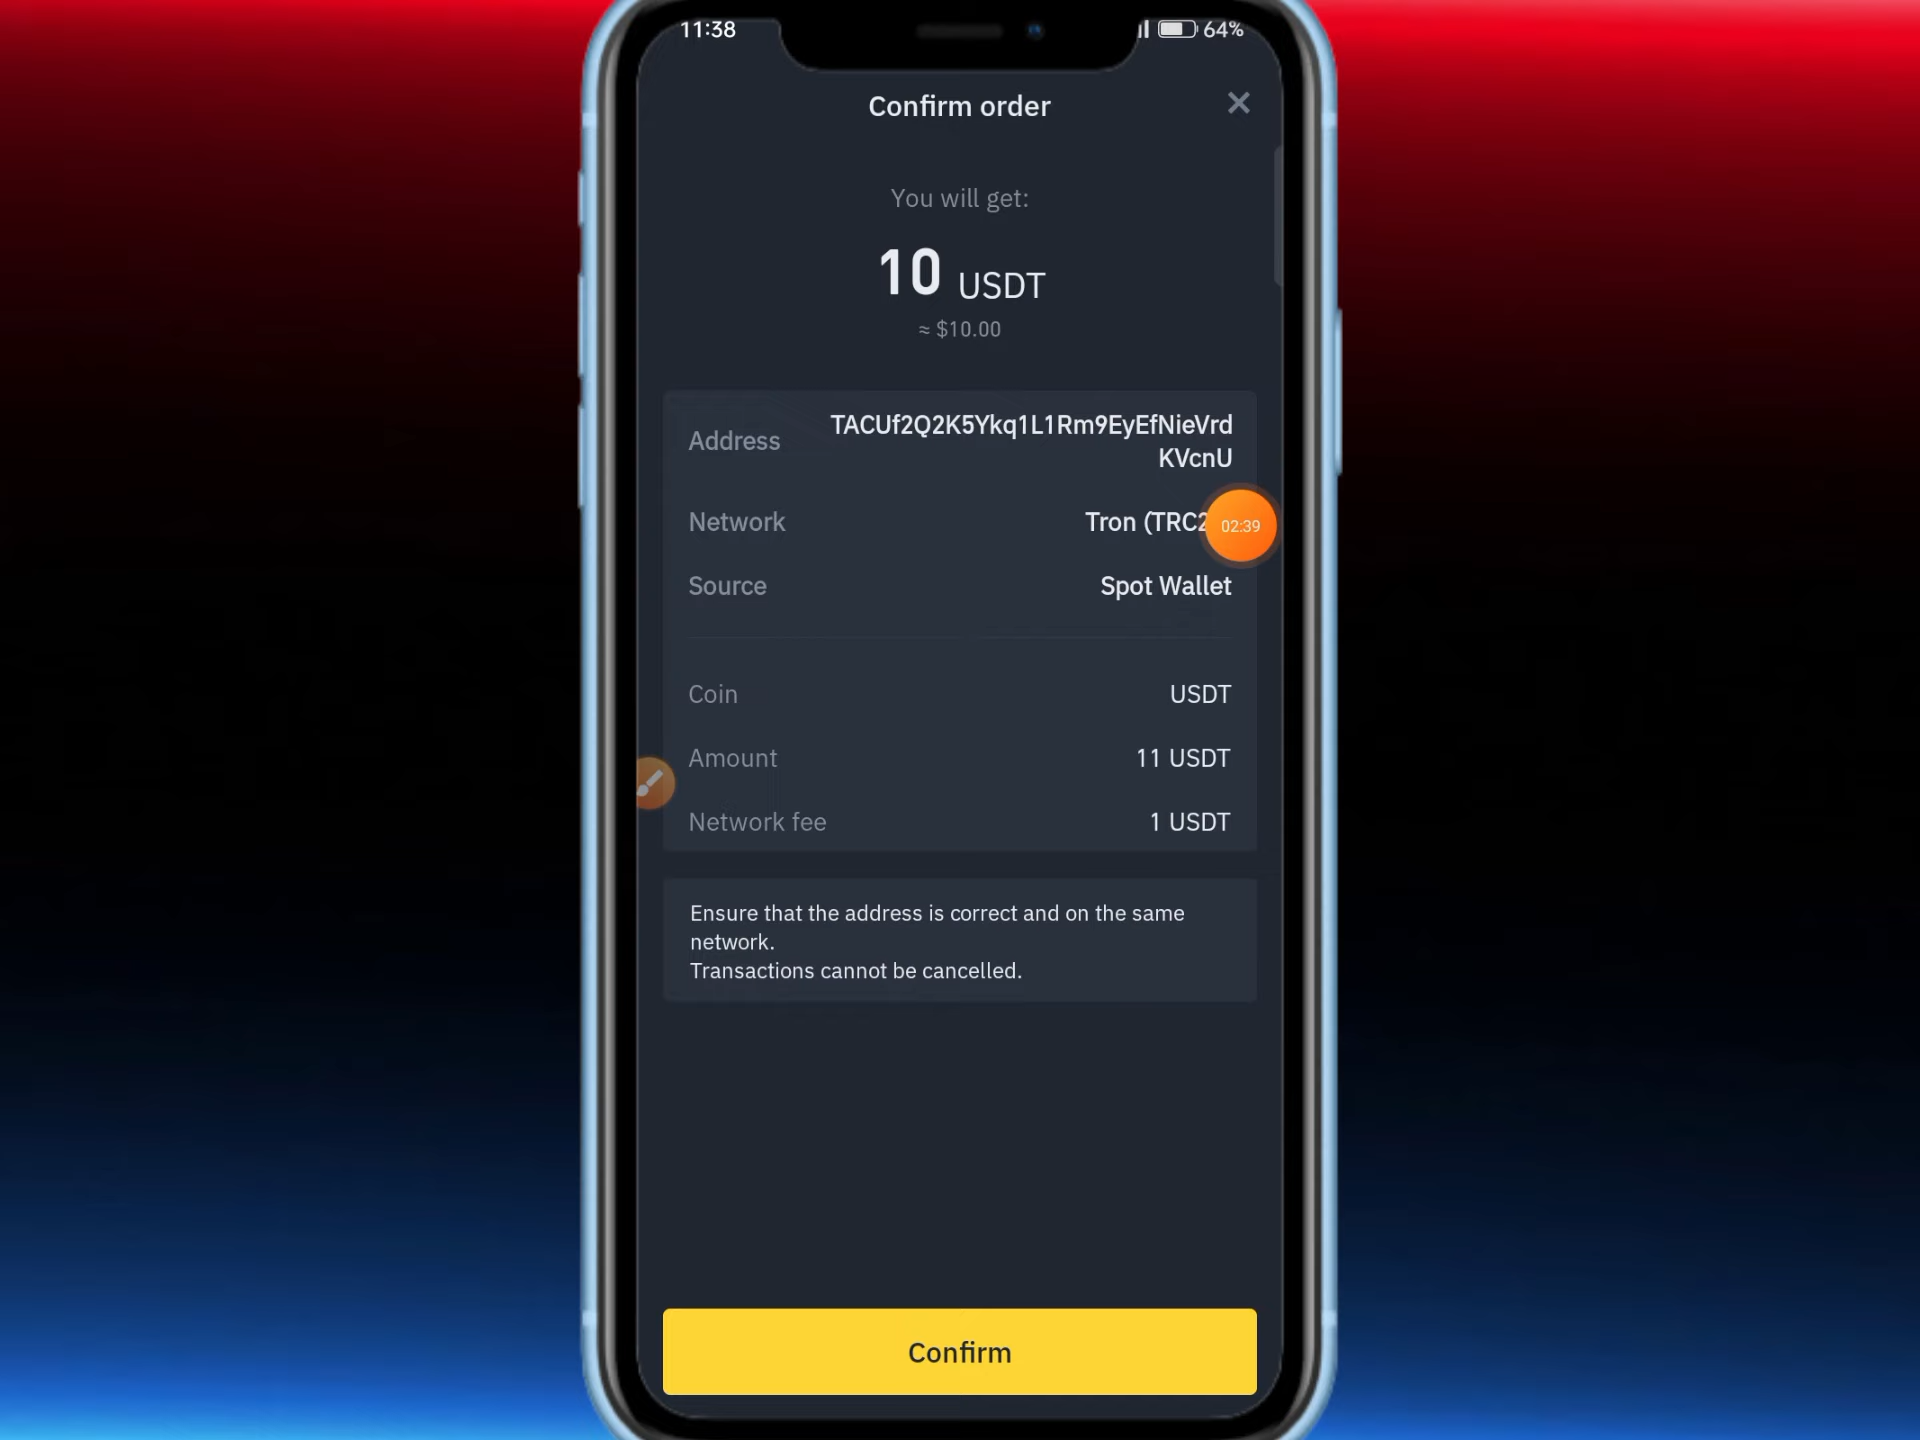 11:38
64%
Confirm order
You will get:
10 USDT
≈ $10.00
Address
TACUf2Q2K5Ykq1L1Rm9EyEfNieVrd
KVcnU
Network
Tron (TRC2
02:39
Source
Spot Wallet
Coin
USDT
Amount
11 USDT
Network fee
1 USDT
Ensure that the address is correct and on the same
network.
Transactions cannot be cancelled.
Confirm